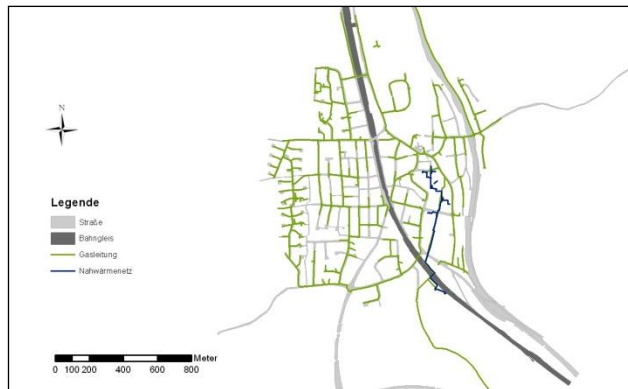 N
Legende
Straße
Bahngleis
Gasleitung
Nahwärmenetz
Meter
0 100 200 400 600 800